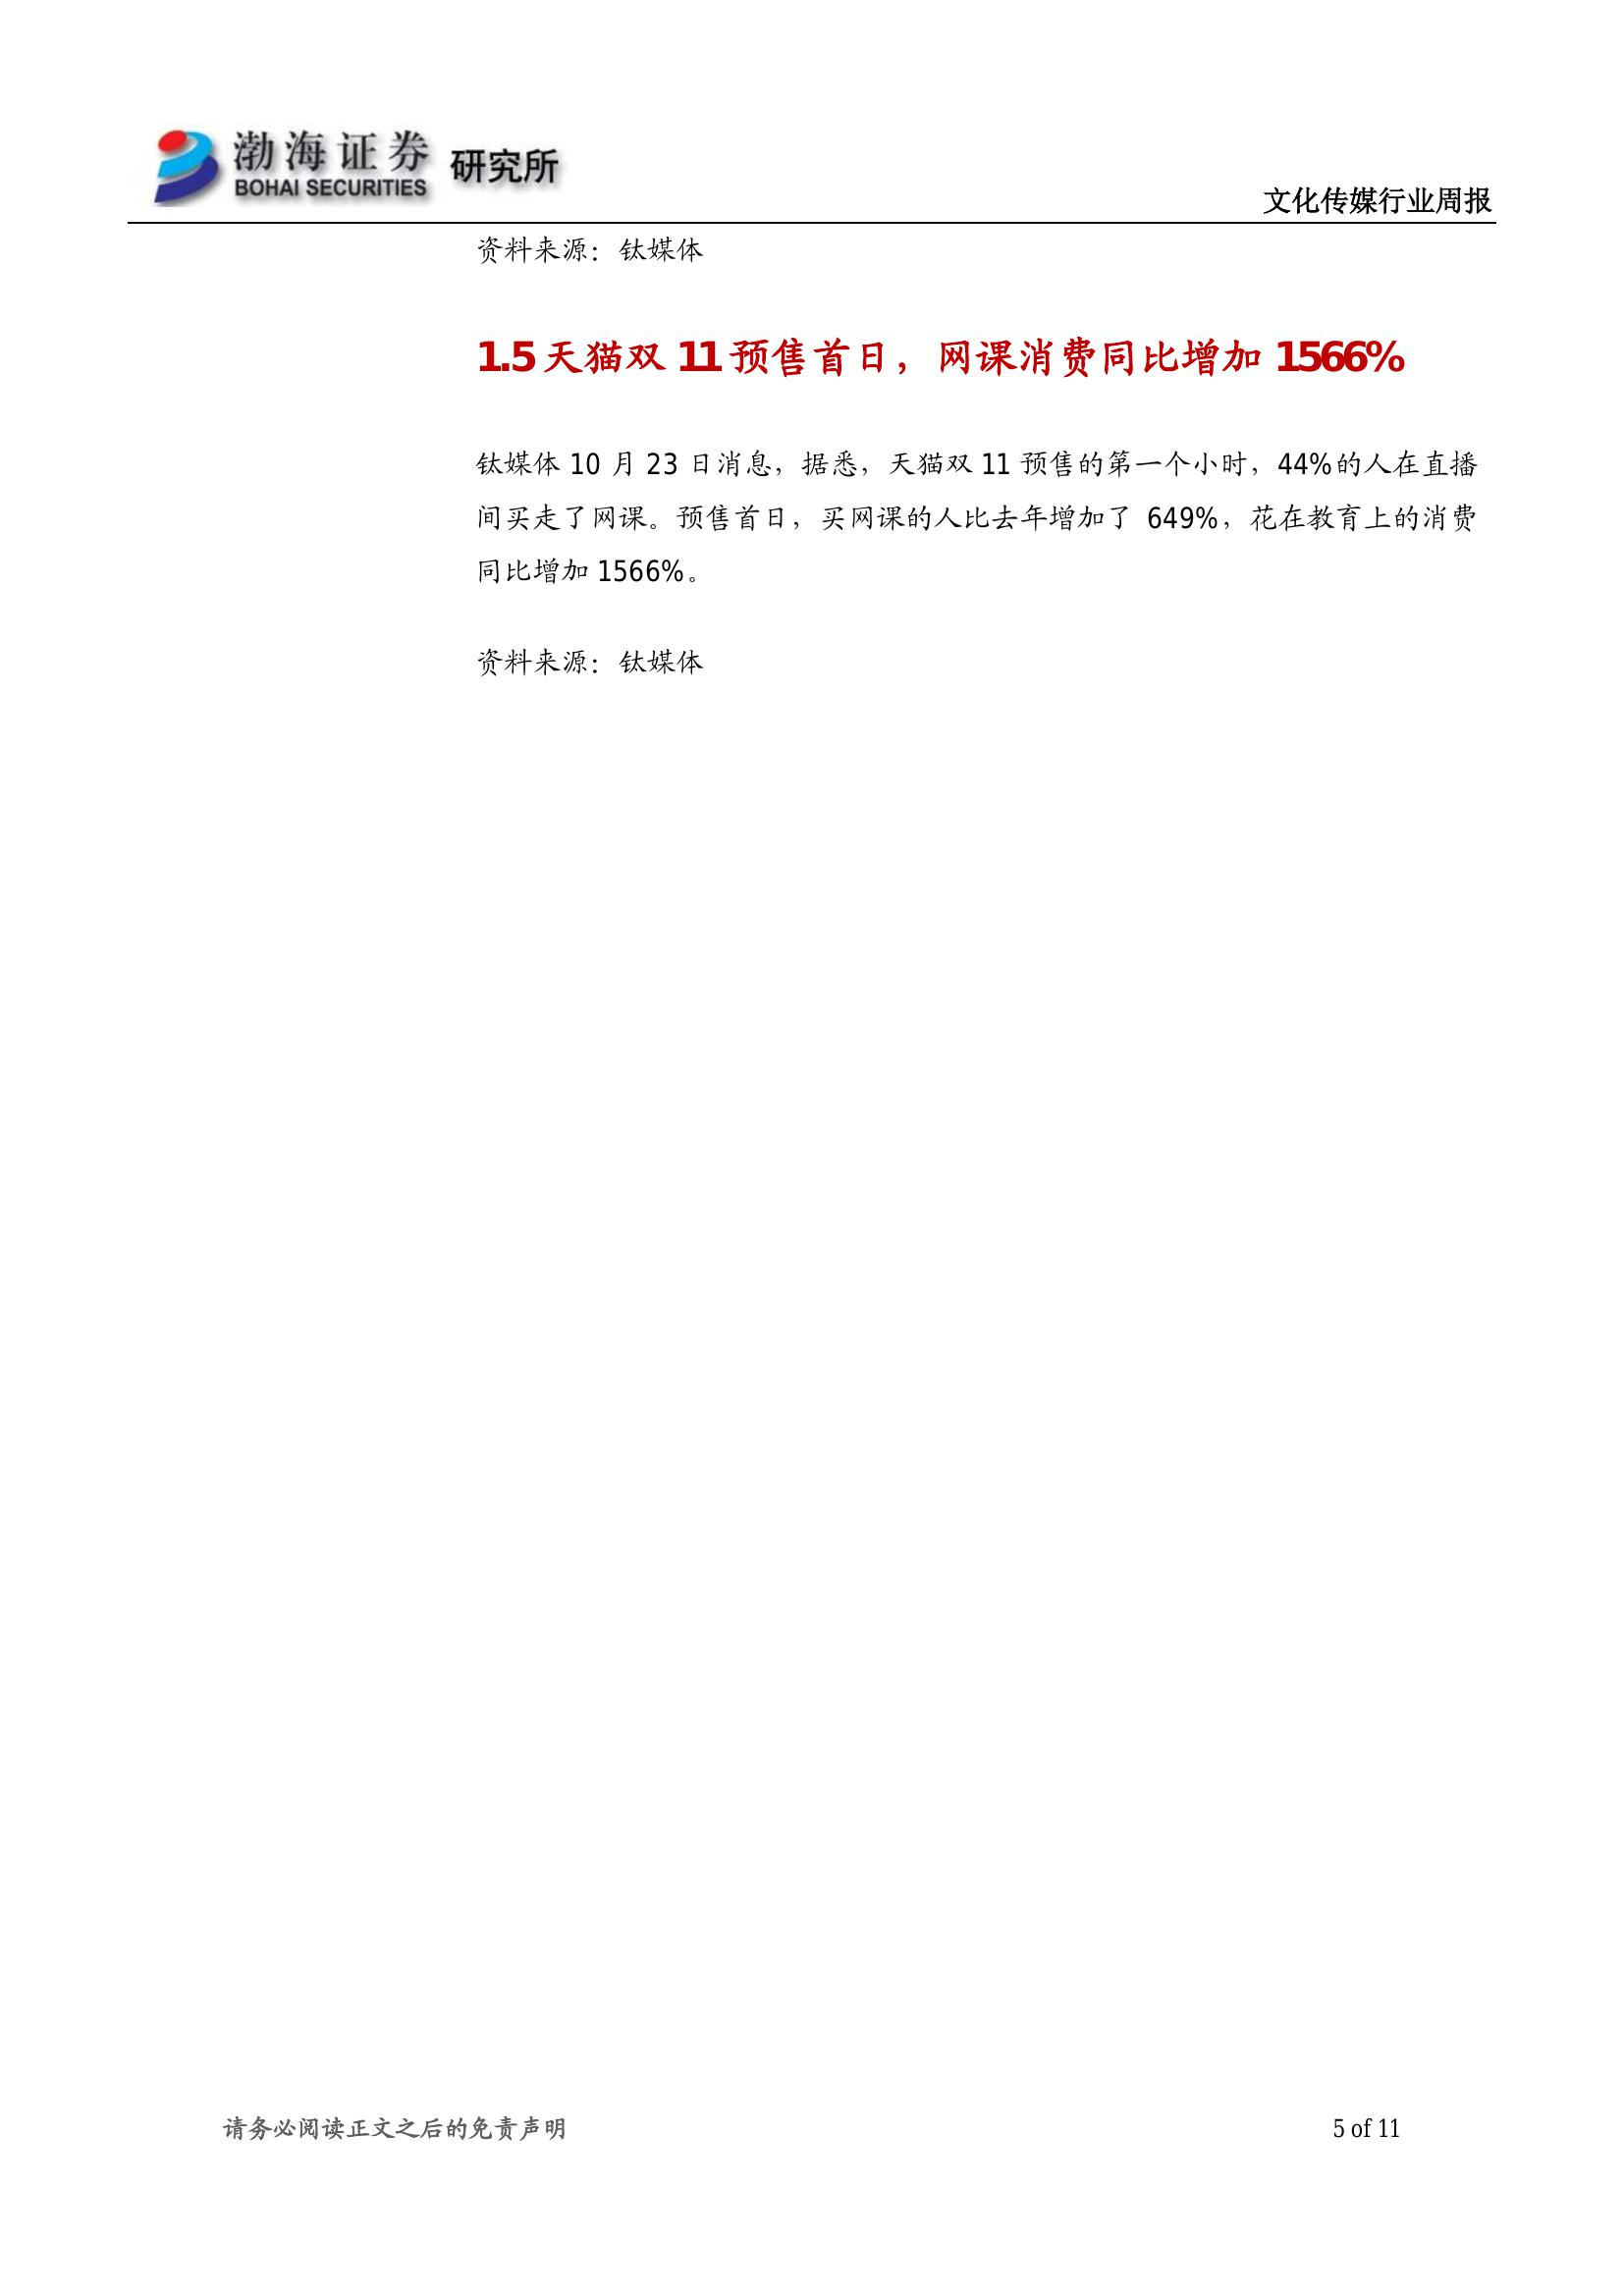 渤海证券 研究所
BOHAI SECURITIES
文化传媒行业周报
资料来源：钛媒体
1.5 天猫双 11 预售首日，网课消费同比增加 1566%
钛媒体 10 月 23 日消息，据悉，天猫双 11 预售的第一个小时，44%的人在直播
间买走了网课。预售首日，买网课的人比去年增加了 649%，花在教育上的消费
同比增加 1566%。
资料来源：钛媒体
请务必阅读正文之后的免责声明
5 of 11